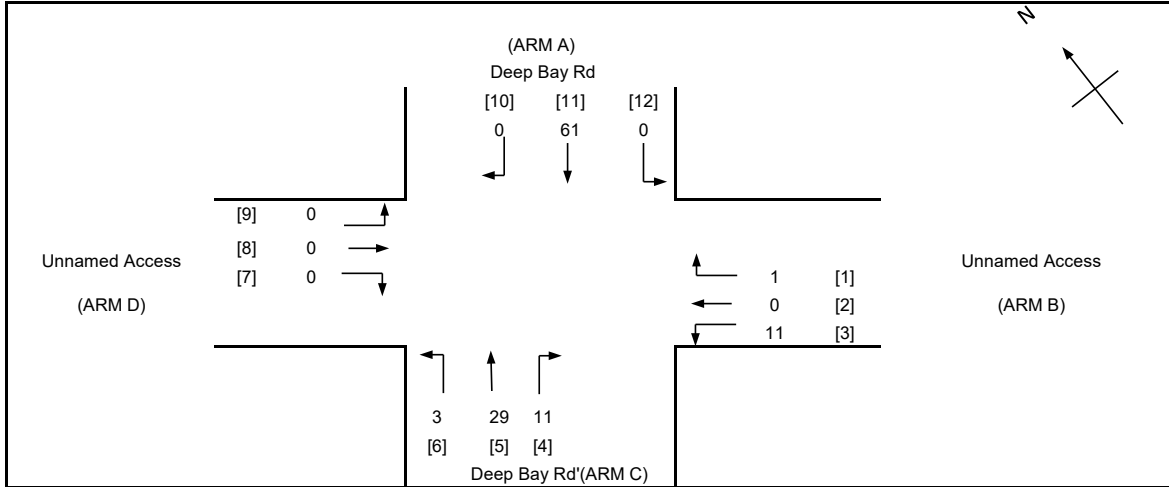 N
(ARM A)
Deep Bay Rd
[10] [11] [12]
0 61 0
[9] 0
[8] 0
[7] 0
Unnamed Access
(ARM D)
1 [1]
0 [2]
11 [3]
Unnamed Access
(ARM B)
3 29 11
[6] [5] [4]
Deep Bay Rd'(ARM C)